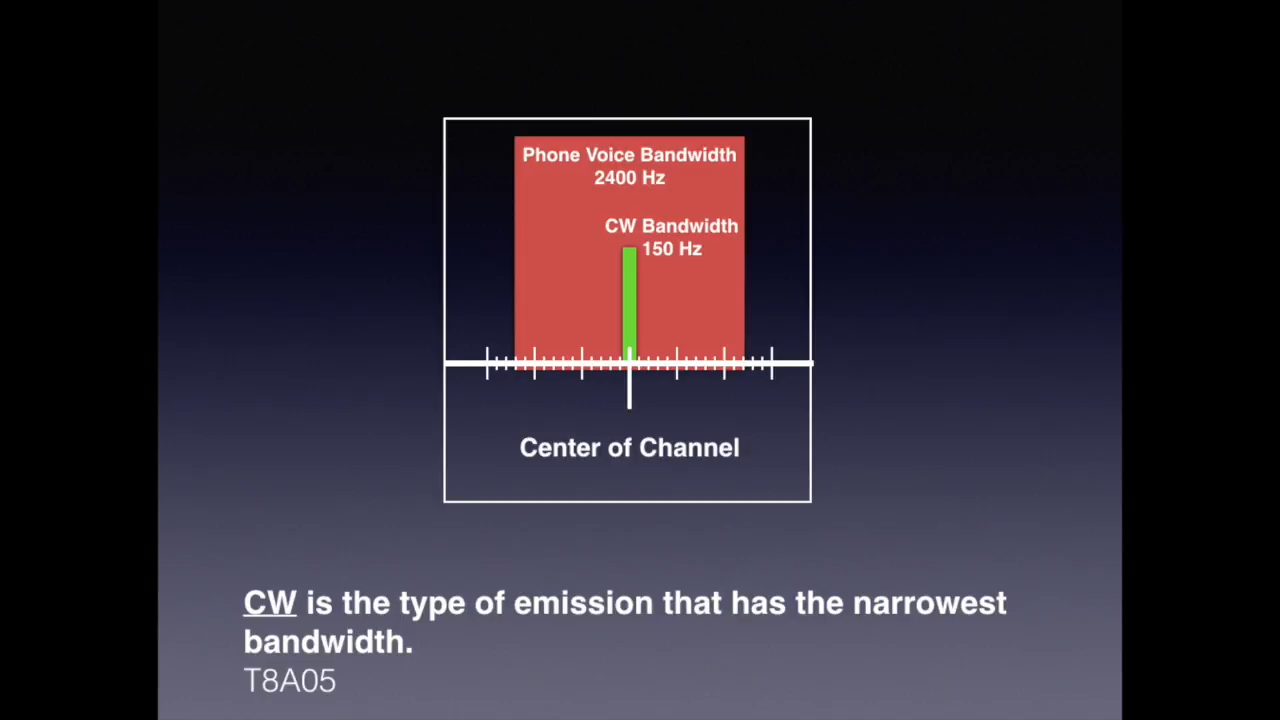 Phone Voice Bandwidth
2400 Hz
CW Bandwidth
150 Hz
Center of Channel
CW is the type of emission that has the narrowest
bandwidth.
T8A05